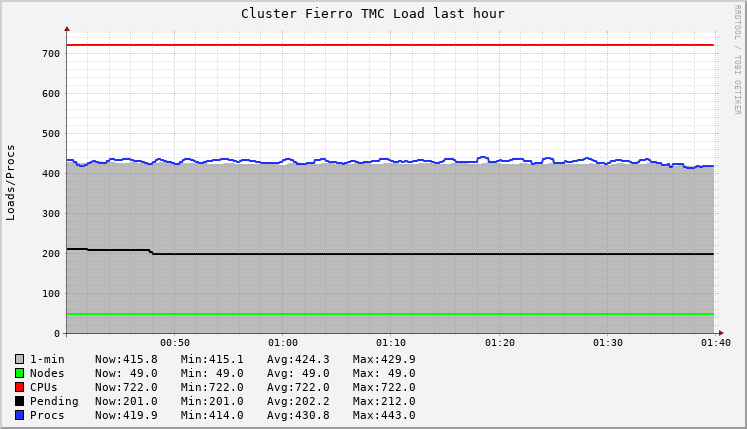 Cluster Fierro TMC Load last hour
RRDTOOL / TOBI OETIKER
Loads/Procs
700
600
500
400
300
200
100
0
00:50 01:00 01:10 01:20 01:30 01:40
1-min Now:415.8 Min:415.1 Avg:424.3 Max:429.9
Nodes Now: 49.0 Min: 49.0 Avg: 49.0 Max: 49.0
CPUs Now:722.0 Min:722.0 Avg:722.0 Max:722.0
Pending Now:201.0 Min:201.0 Avg:202.2 Max:212.0
Procs Now:419.9 Min:414.0 Avg:430.8 Max:443.0